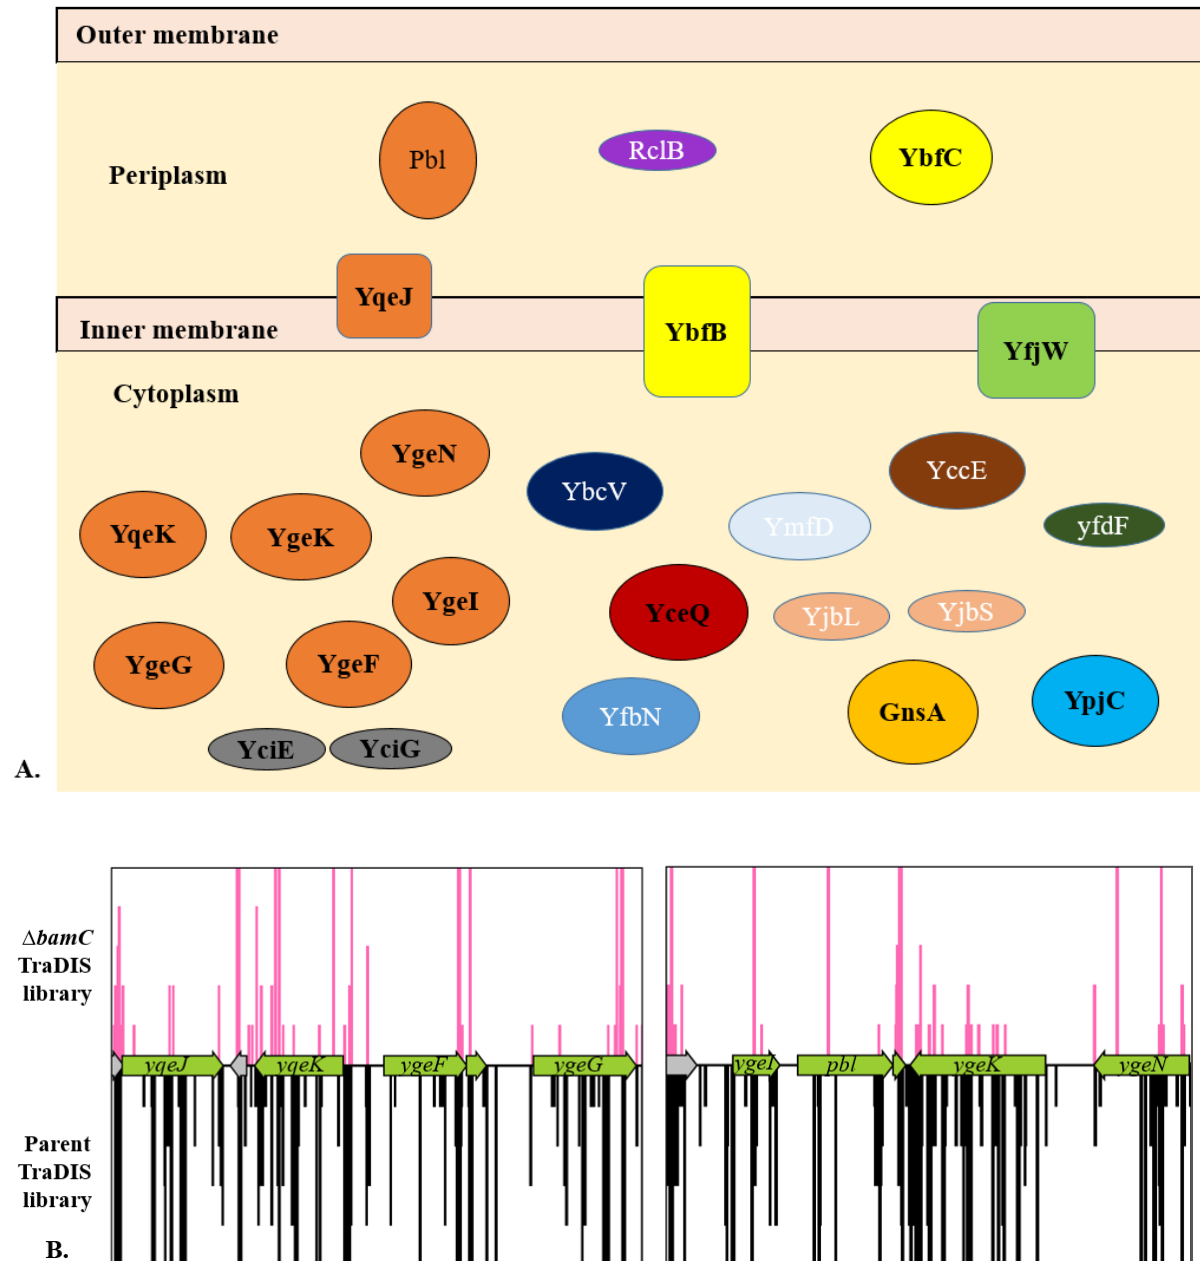 Outer membrane
Pbl
RclB
YbfC
Periplasm
YqeJ
Inner membrane
YbfB
YfjW
Cytoplasm
YgeN
YccE
YbcV
YmfD
yfdF
YqeK
YgeK
YgeI
YceQ
YjbL
YjbS
YgeG
YgeF
YfbN
GnsA
YpjC
YciE
YciG
A.
ΔbamC
TraDIS
library
yqeJ
yqeK
ygeF
ygeG
ygeI
pbl
ygeK
ygeN
Parent
TraDIS
library
B.